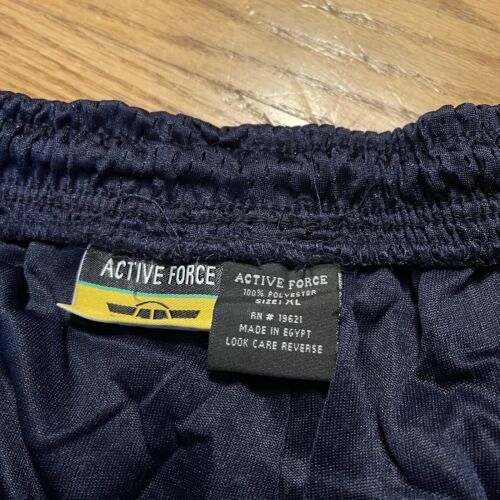 ACTIVE FORCE
ACTIVE FORCE
100% POLYESTER
SIZE: XL
RN # 19621
MADE IN EGYPT
LOOK CARE REVERSE